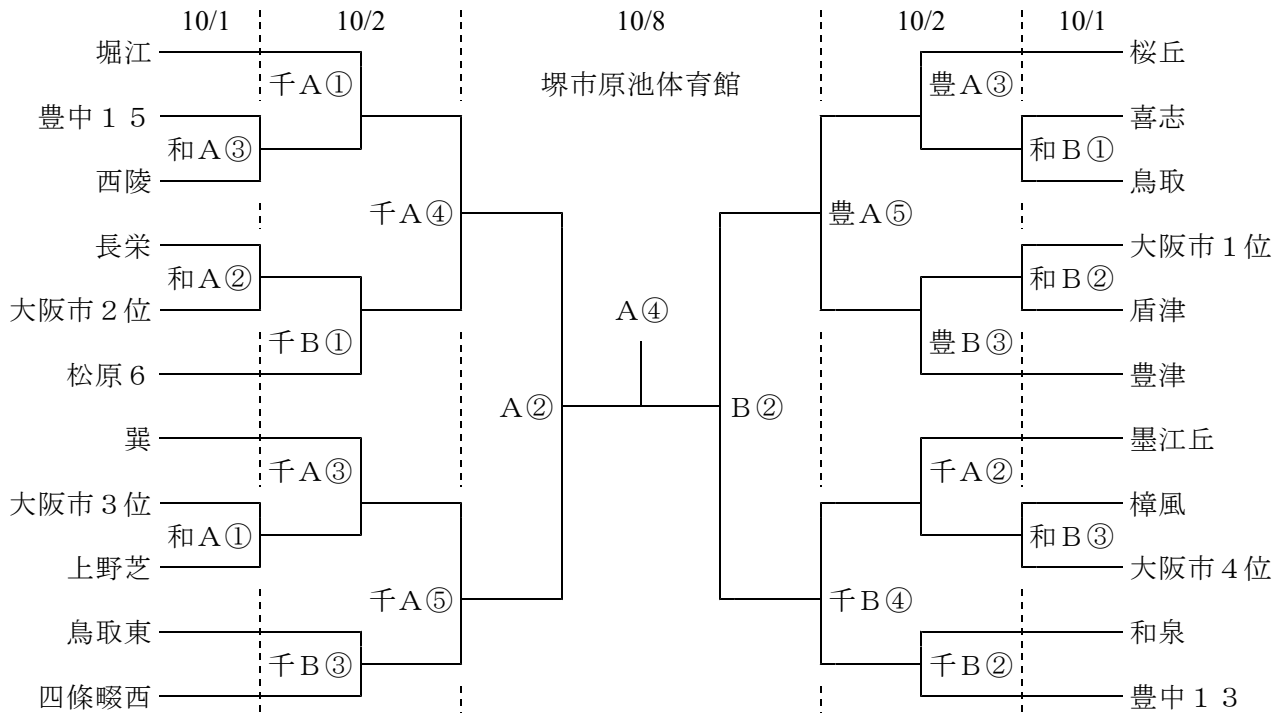 10/1 10/2 10/8 10/2 10/1
堺市原池体育館
堀江
千A①
豊中１５
和A③
西陵
千A④
長栄
和A②
大阪市２位
千B①
松原６
A②
巽
千A③
大阪市３位
和A①
上野芝
千A⑤
鳥取東
千B③
四條畷西
A④
桜丘
豊A③
喜志
和B①
鳥取
豊A⑤
大阪市１位
和B②
盾津
豊B③
豊津
B②
墨江丘
千A②
樟風
和B③
大阪市４位
千B④
和泉
千B②
豊中１３